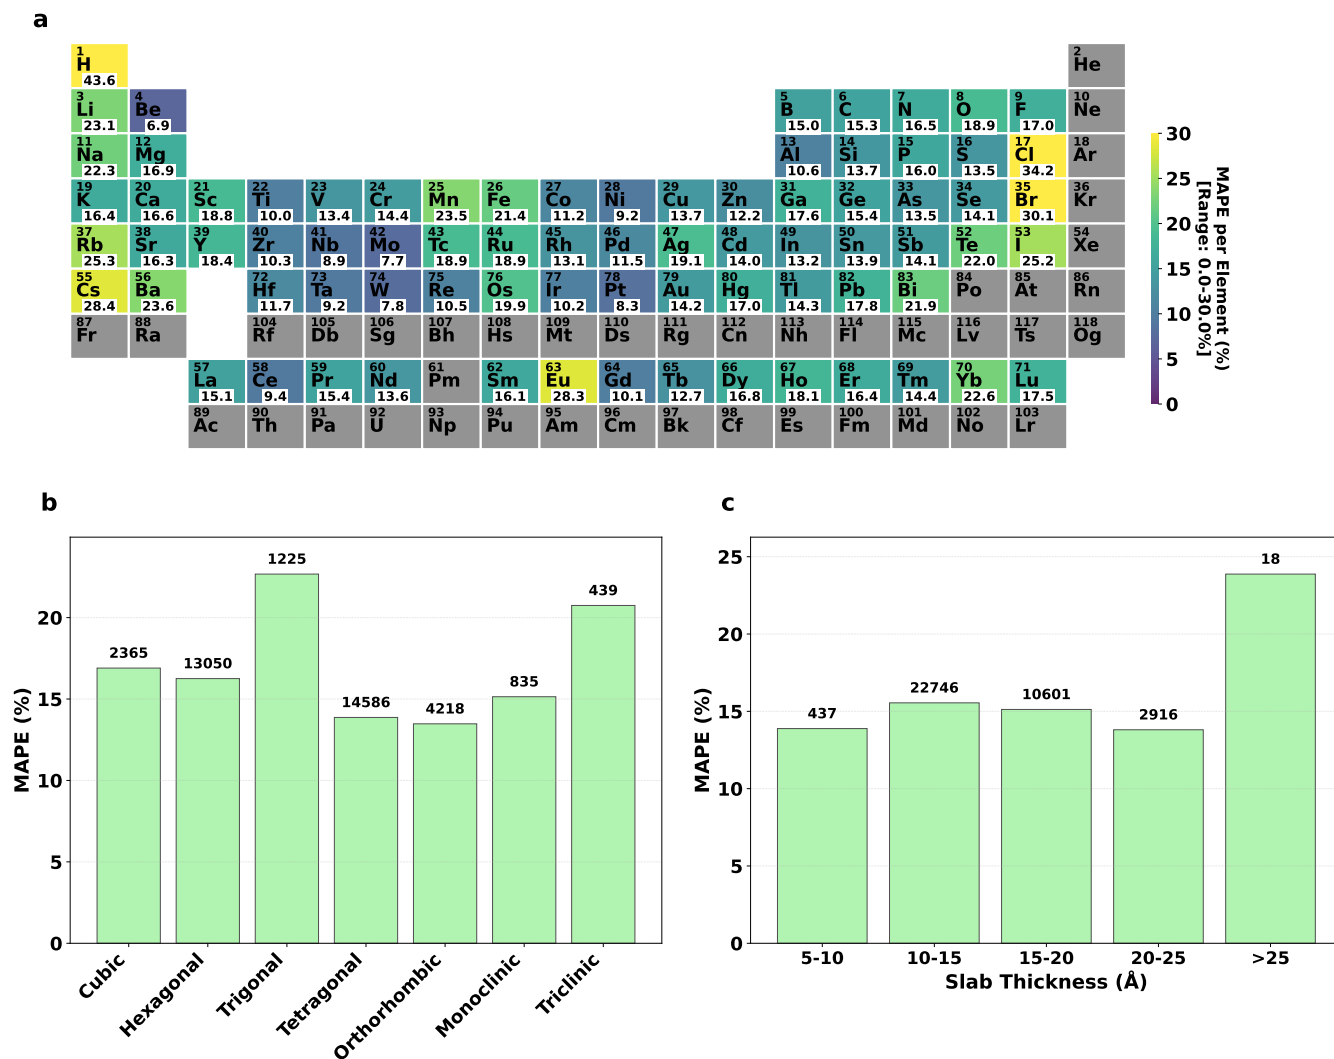 a
1 H 43.6
2 He
3 Li 23.1
4 Be 6.9
5 B 15.0
6 C 15.3
7 N 16.5
8 O 18.9
9 F 17.0
10 Ne
11 Na 22.3
12 Mg 16.9
13 Al 10.6
14 Si 13.7
15 P 16.0
16 S 13.5
17 Cl 34.2
18 Ar
19 K 16.4
20 Ca 16.6
21 Sc 18.8
22 Ti 10.0
23 V 13.4
24 Cr 14.4
25 Mn 23.5
26 Fe 21.4
27 Co 11.2
28 Ni 9.2
29 Cu 13.7
30 Zn 12.2
31 Ga 17.6
32 Ge 15.4
33 As 13.5
34 Se 14.1
35 Br 30.1
36 Kr
37 Rb 25.3
38 Sr 16.3
39 Y 18.4
40 Zr 10.3
41 Nb 8.9
42 Mo 7.7
43 Tc 18.9
44 Ru 18.9
45 Rh 13.1
46 Pd 11.5
47 Ag 19.1
48 Cd 14.0
49 In 13.2
50 Sn 13.9
51 Sb 14.1
52 Te 22.0
53 I 25.2
54 Xe
55 Cs 28.4
56 Ba 23.6
72 Hf 11.7
73 Ta 9.2
74 W 7.8
75 Re 10.5
76 Os 19.9
77 Ir 10.2
78 Pt 8.3
79 Au 14.2
80 Hg 17.0
81 Tl 14.3
82 Pb 17.8
83 Bi 21.9
84 Po
85 At
86 Rn
87 Fr
88 Ra
104 Rf
105 Db
106 Sg
107 Bh
108 Hs
109 Mt
110 Ds
111 Rg
112 Cn
113 Nh
114 Fl
115 Mc
116 Lv
117 Ts
118 Og
57 La 15.1
58 Ce 9.4
59 Pr 15.4
60 Nd 13.6
61 Pm
62 Sm 16.1
63 Eu 28.3
64 Gd 10.1
65 Tb 12.7
66 Dy 16.8
67 Ho 18.1
68 Er 16.4
69 Tm 14.4
70 Yb 22.6
71 Lu 17.5
89 Ac
90 Th
91 Pa
92 U
93 Np
94 Pu
95 Am
96 Cm
97 Bk
98 Cf
99 Es
100 Fm
101 Md
102 No
103 Lr
30
25
20
15
10
5
0
MAPE per Element (%)
[Range: 0.0-30.0%]
b
MAPE (%)
20
15
10
5
0
2365
13050
1225
14586
4218
835
439
Cubic
Hexagonal
Trigonal
Tetragonal
Orthorhombic
Monoclinic
Triclinic
c
MAPE (%)
25
20
15
10
5
0
437
22746
10601
2916
18
5-10
10-15
15-20
20-25
>25
Slab Thickness (Å)